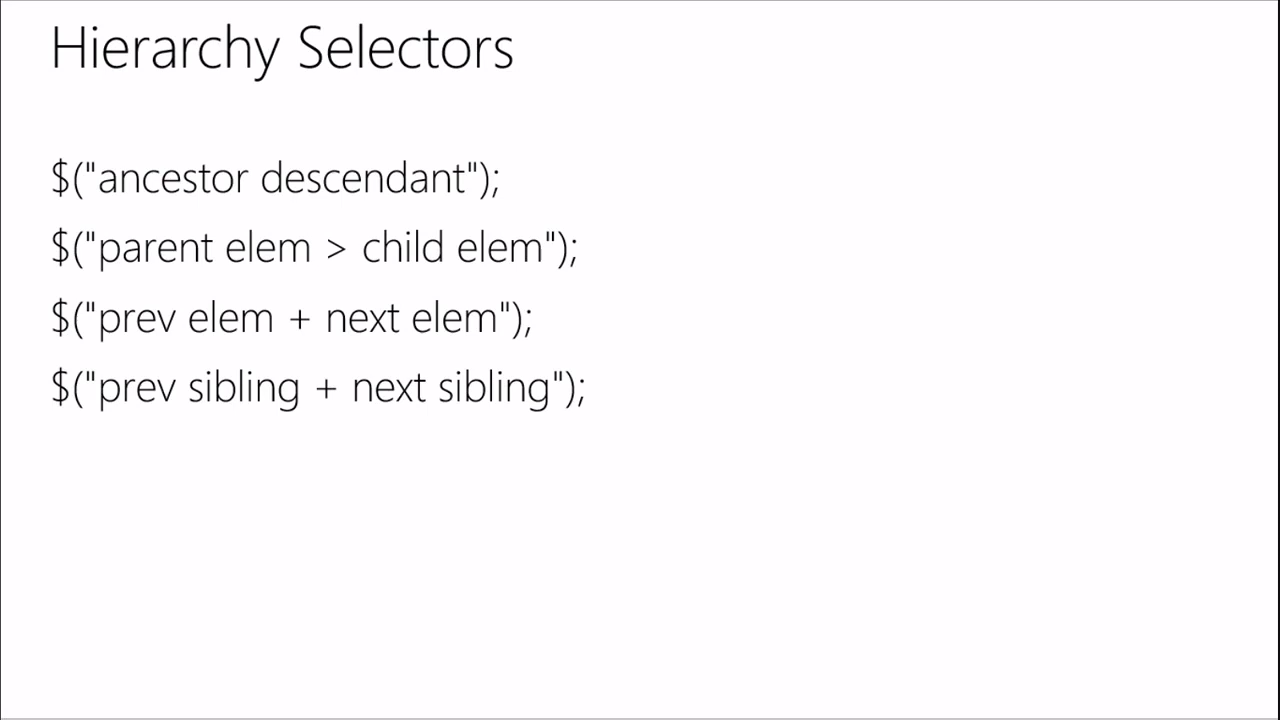 Hierarchy Selectors
$("ancestor descendant");
$("parent elem > child elem");
$("prev elem + next elem");
$("prev sibling + next sibling");